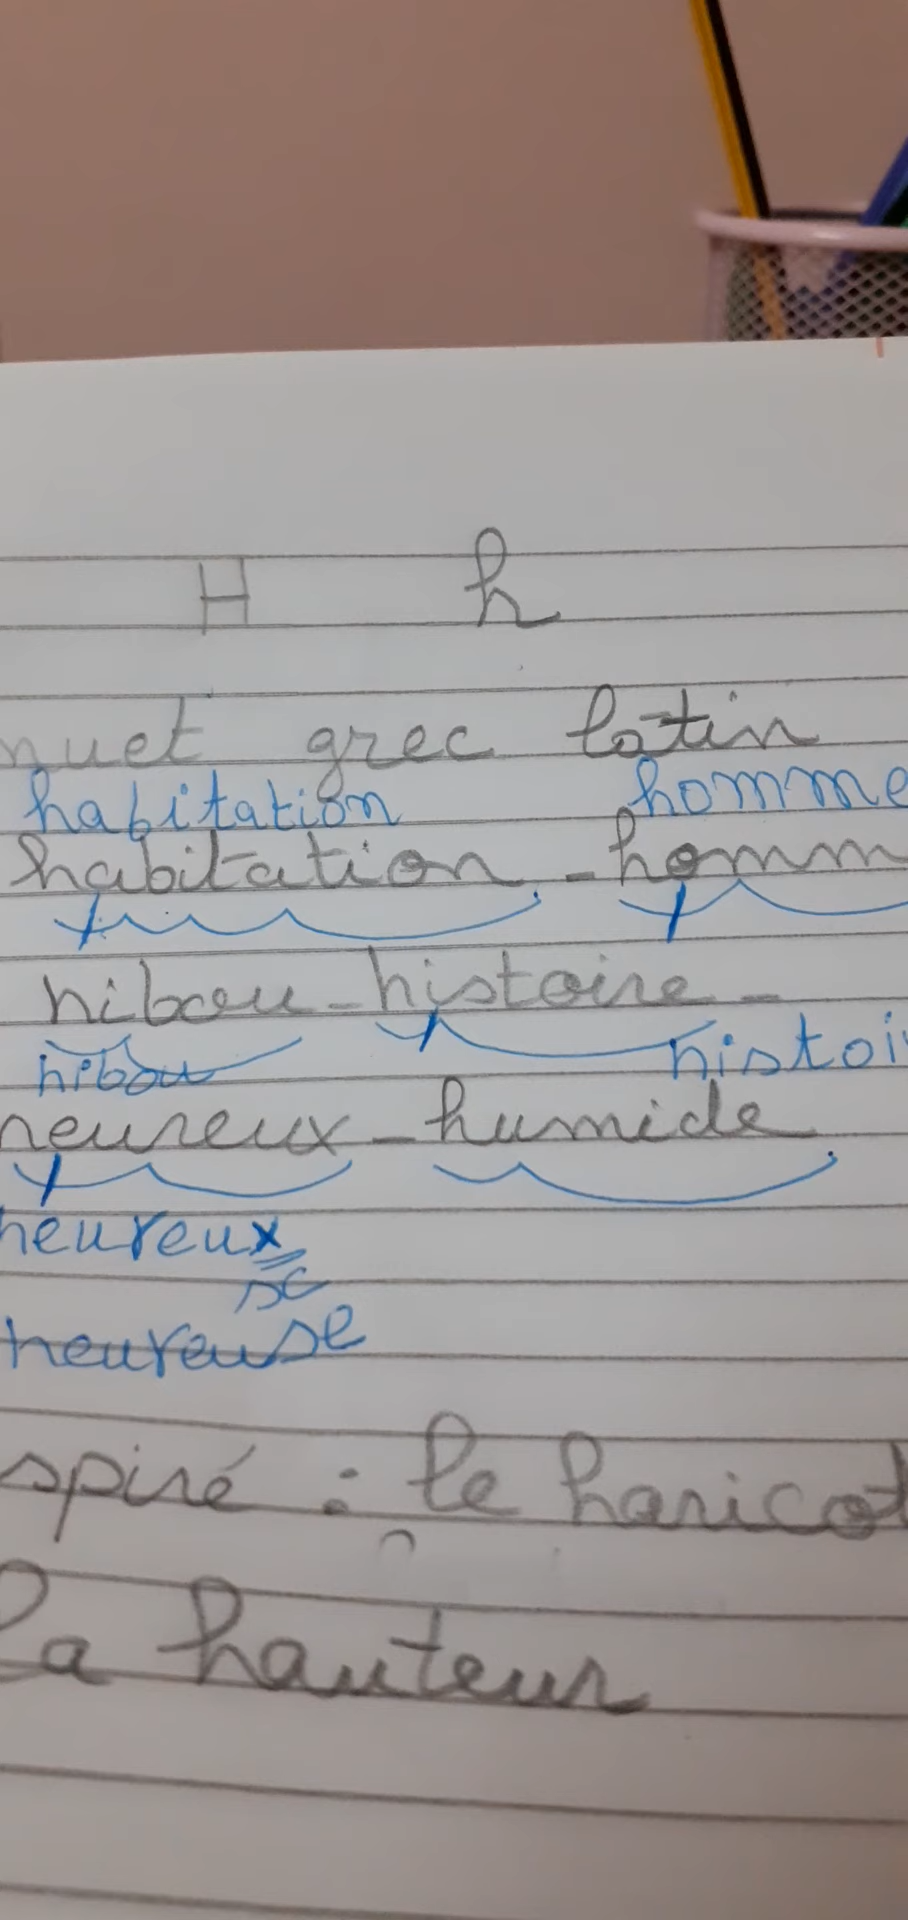 H h
nuet grec latin
habitation homme
habitation - homm
hibou - histoire -
hibou histoi
heureux - humide
heureux
se
heureuse
spiré : le haricot
la hauteur